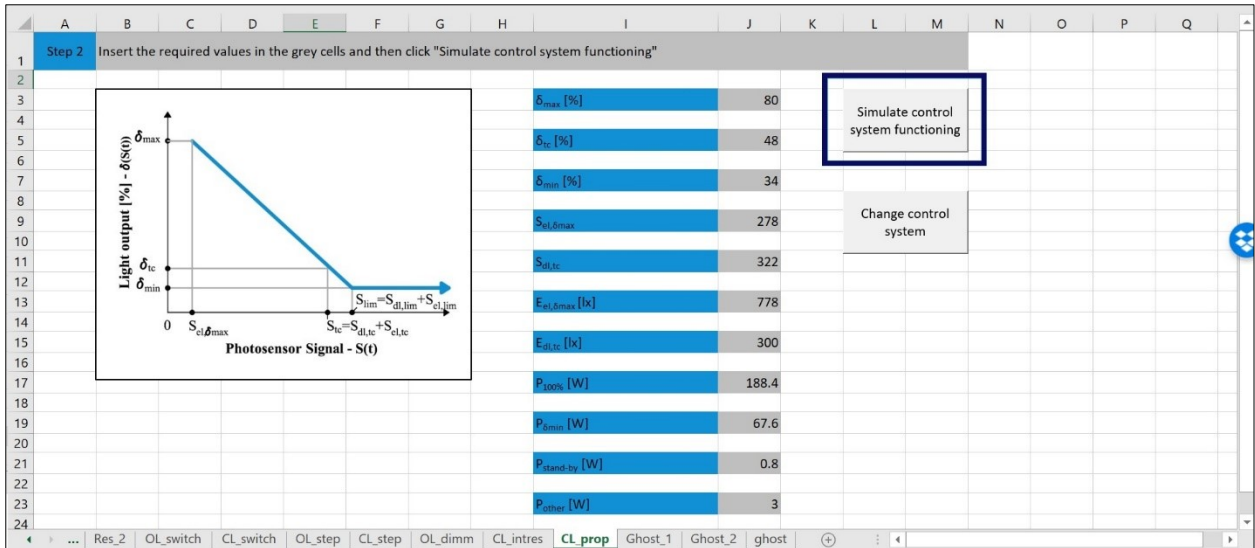 A B C D E F G H I J K L M N O P Q
1 Step 2 Insert the required values in the grey cells and then click "Simulate control system functioning"
2
3 δmax [%] 80
Simulate control
system functioning
4
5 δtc [%] 48
6
7 δmin [%] 34
8
Change control
system
9 Sel,δmax 278
10
11 Sdl,tc 322
12
13 Eel,δmax [lx] 778
14
15 Edl,tc [lx] 300
16
17 P100% [W] 188.4
18
19 Pδmin [W] 67.6
20
21 Pstand-by [W] 0.8
22
23 Pother [W] 3
24
Light output [%] - δ(S(t))
δmax
δtc
δmin
Slim=Sdl,lim+Sel,lim
0 Sel,δmax Stc=Sdl,tc+Sel,tc
Photosensor Signal - S(t)
... Res_2 OL_switch CL_switch OL_step CL_step OL_dimm CL_intres CL_prop Ghost_1 Ghost_2 ghost